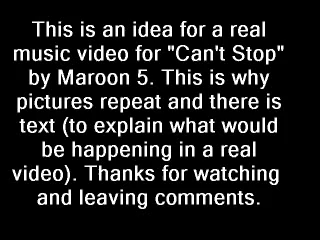 This is an idea for a real
music video for "Can't Stop"
by Maroon 5. This is why
pictures repeat and there is
text (to explain what would
be happening in a real
video). Thanks for watching
and leaving comments.